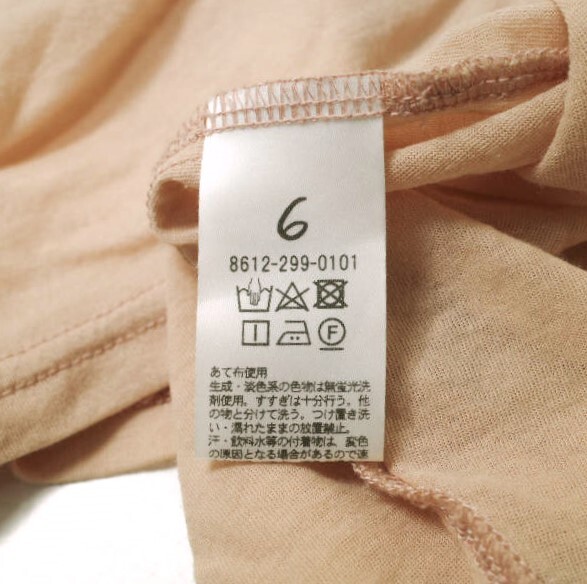 6
8612-299-0101
F
あて布使用
生成・淡色系の色物は無蛍光洗
剤使用。すすぎは十分行う。他
の物と分けて洗う。つけ置き洗
い・濡れたままの放置禁止。
汗・飲料水等の付着物は、変色
の原因となる場合があるので速